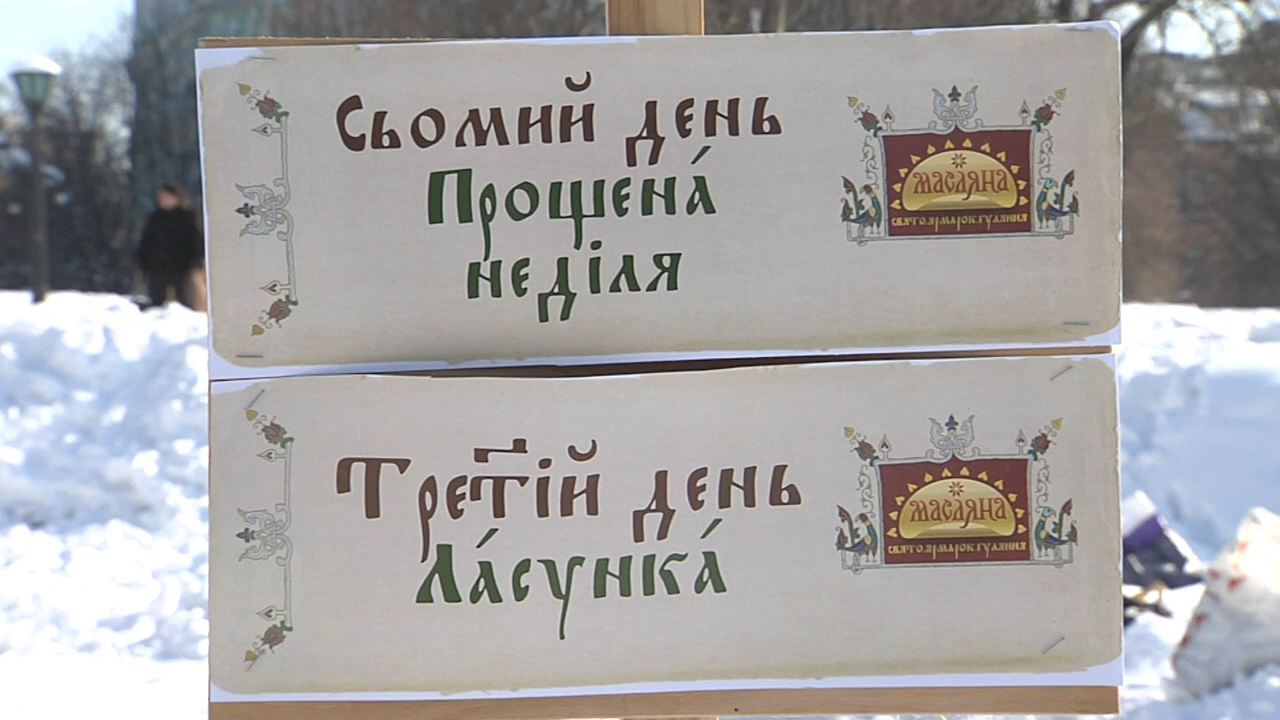 Сьомий день
Прощена́
неділя
МАСЛЯНА
СВЯТО.ЯРМАРОК.ГУЛЯННЯ
Третій день
Ла́сунка́
МАСЛЯНА
СВЯТО.ЯРМАРОК.ГУЛЯННЯ